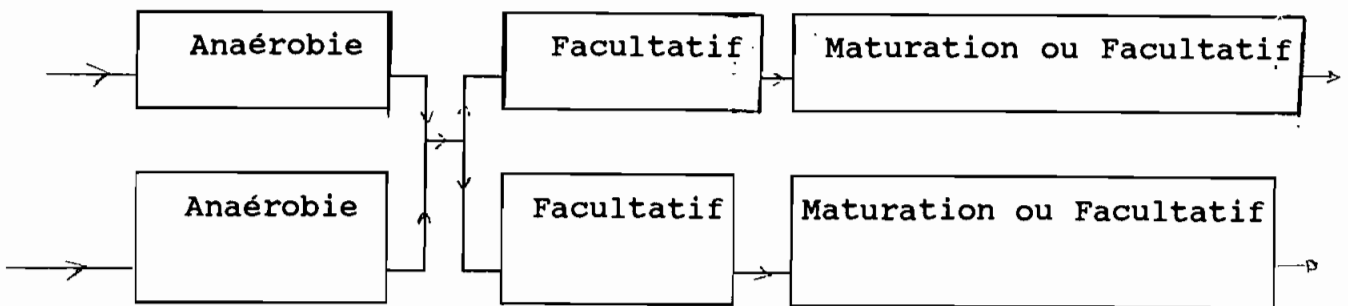 Anaérobie
Facultatif
Maturation ou Facultatif
Anaérobie
Facultatif
Maturation ou Facultatif